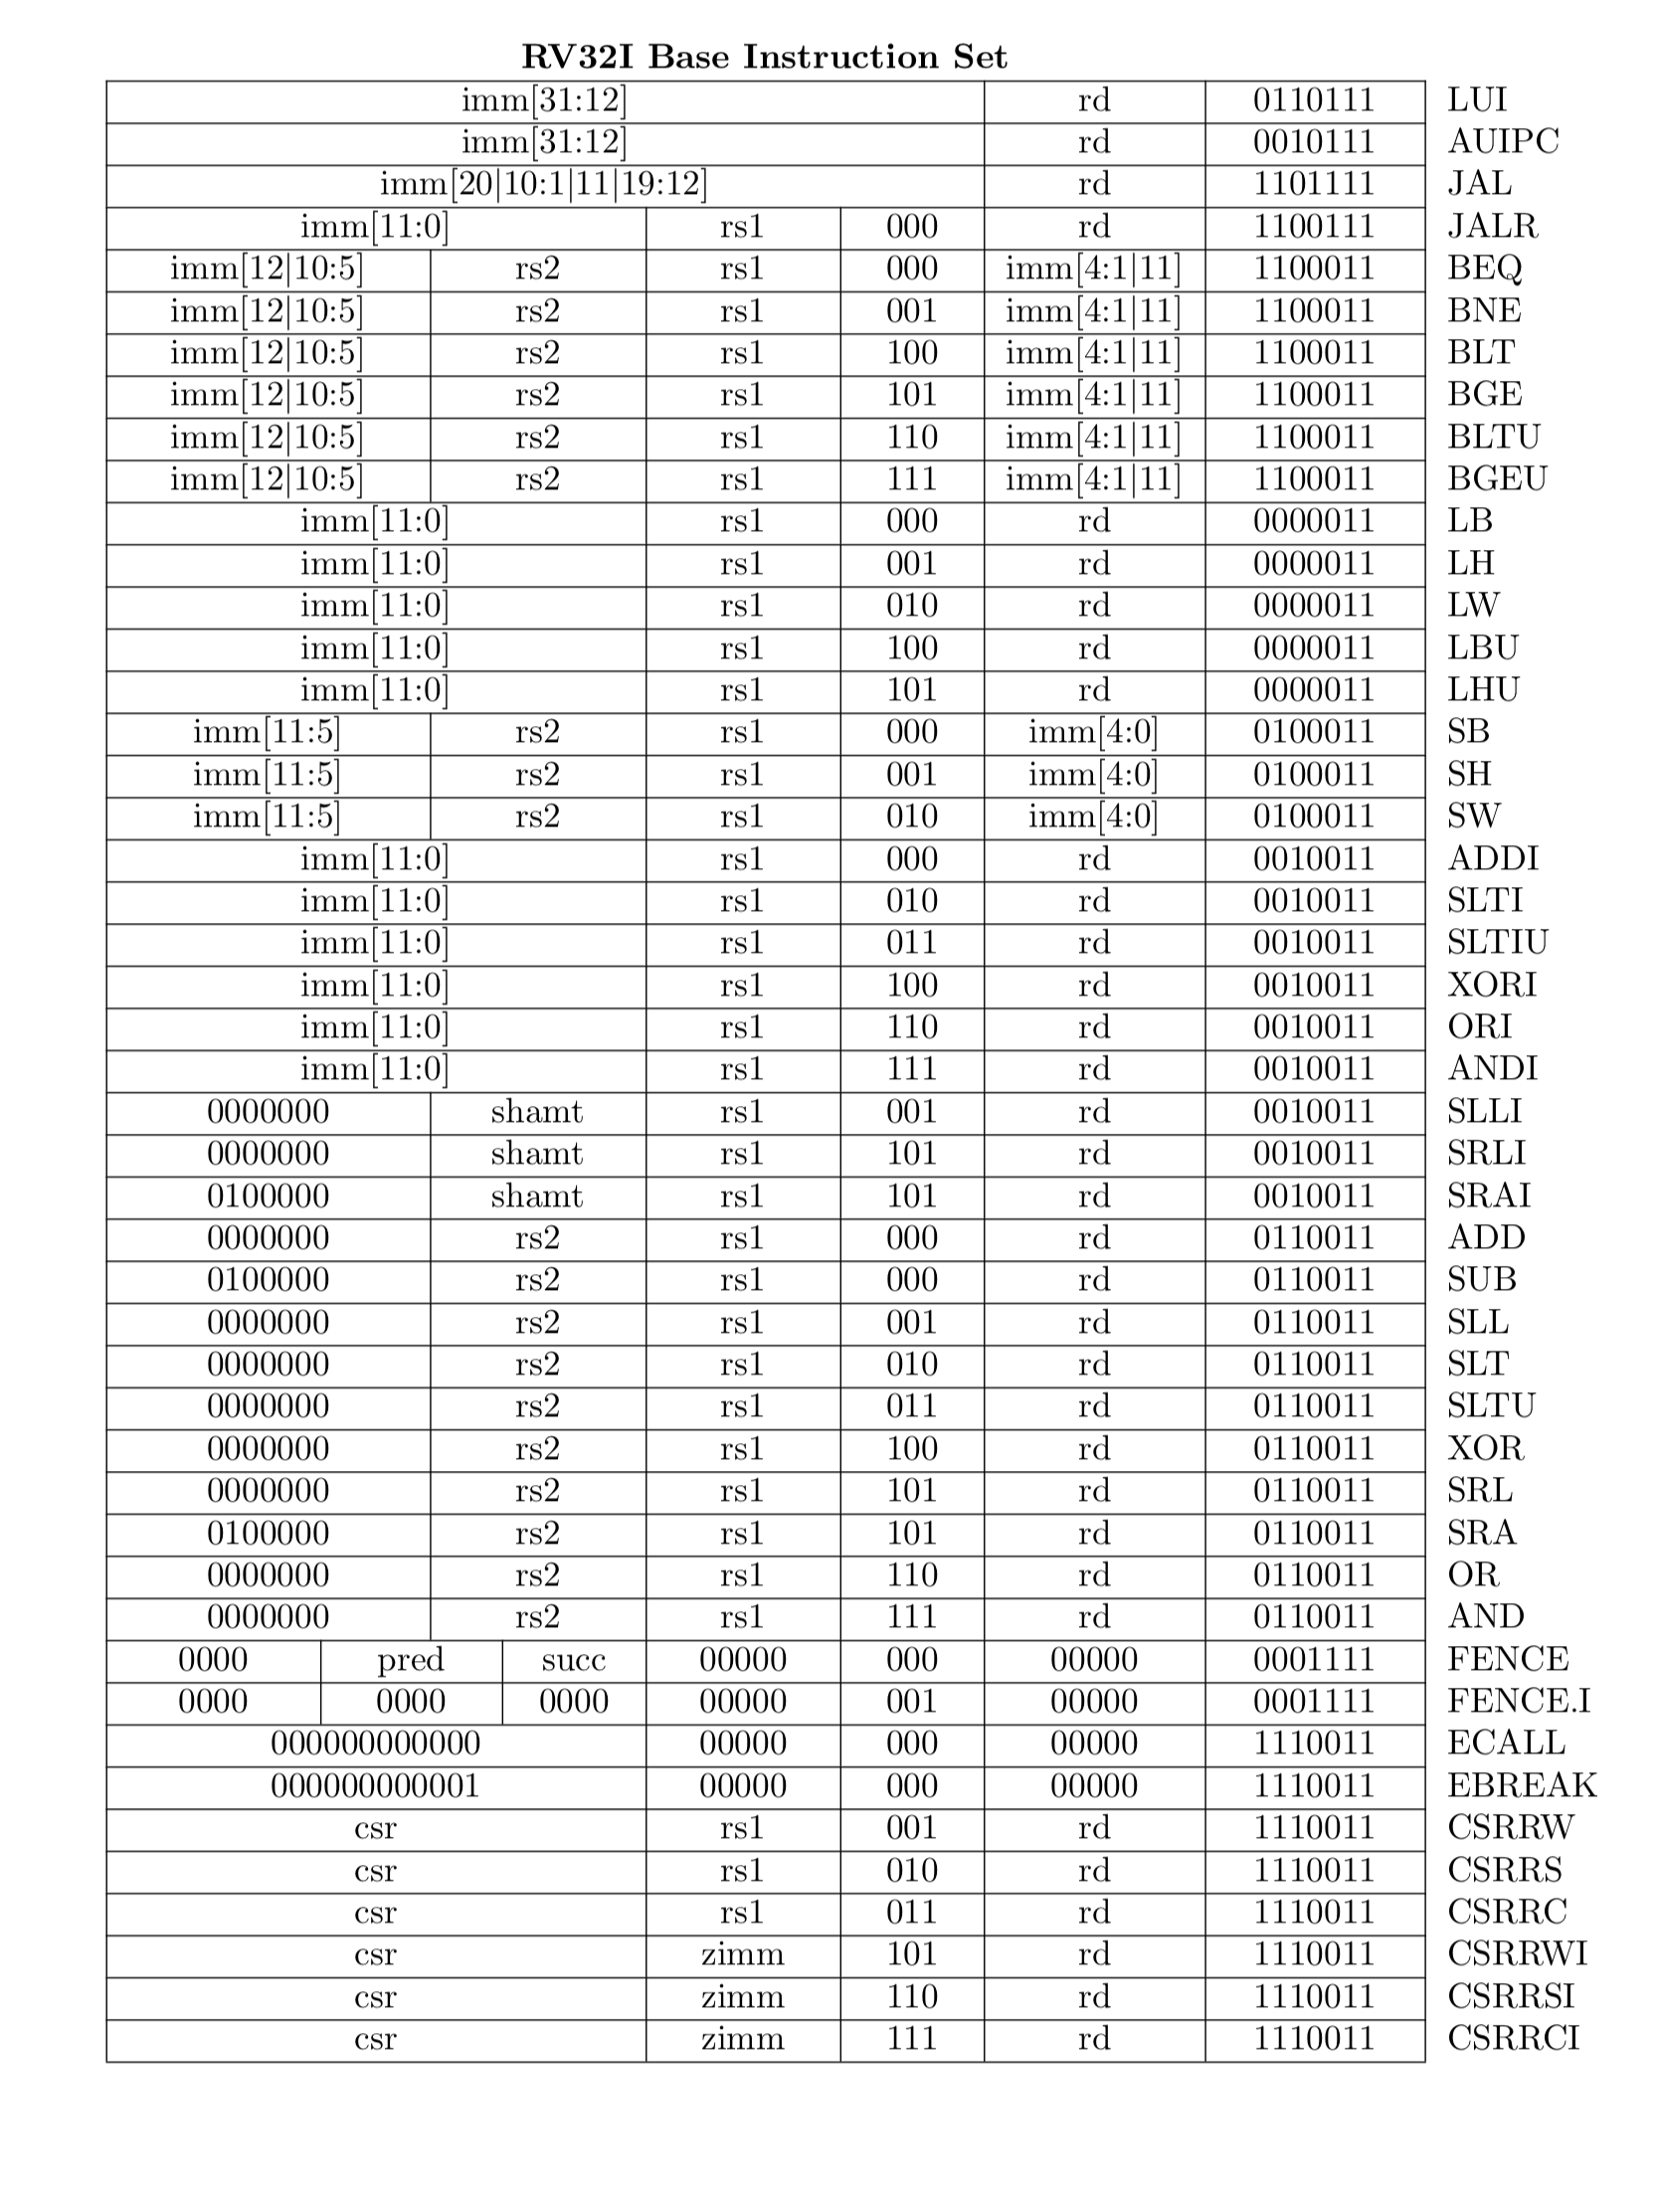 RV32I Base Instruction Set
imm[31:12] rd 0110111 LUI
imm[31:12] rd 0010111 AUIPC
imm[20|10:1|11|19:12] rd 1101111 JAL
imm[11:0] rs1 000 rd 1100111 JALR
imm[12|10:5] rs2 rs1 000 imm[4:1|11] 1100011 BEQ
imm[12|10:5] rs2 rs1 001 imm[4:1|11] 1100011 BNE
imm[12|10:5] rs2 rs1 100 imm[4:1|11] 1100011 BLT
imm[12|10:5] rs2 rs1 101 imm[4:1|11] 1100011 BGE
imm[12|10:5] rs2 rs1 110 imm[4:1|11] 1100011 BLTU
imm[12|10:5] rs2 rs1 111 imm[4:1|11] 1100011 BGEU
imm[11:0] rs1 000 rd 0000011 LB
imm[11:0] rs1 001 rd 0000011 LH
imm[11:0] rs1 010 rd 0000011 LW
imm[11:0] rs1 100 rd 0000011 LBU
imm[11:0] rs1 101 rd 0000011 LHU
imm[11:5] rs2 rs1 000 imm[4:0] 0100011 SB
imm[11:5] rs2 rs1 001 imm[4:0] 0100011 SH
imm[11:5] rs2 rs1 010 imm[4:0] 0100011 SW
imm[11:0] rs1 000 rd 0010011 ADDI
imm[11:0] rs1 010 rd 0010011 SLTI
imm[11:0] rs1 011 rd 0010011 SLTIU
imm[11:0] rs1 100 rd 0010011 XORI
imm[11:0] rs1 110 rd 0010011 ORI
imm[11:0] rs1 111 rd 0010011 ANDI
0000000 shamt rs1 001 rd 0010011 SLLI
0000000 shamt rs1 101 rd 0010011 SRLI
0100000 shamt rs1 101 rd 0010011 SRAI
0000000 rs2 rs1 000 rd 0110011 ADD
0100000 rs2 rs1 000 rd 0110011 SUB
0000000 rs2 rs1 001 rd 0110011 SLL
0000000 rs2 rs1 010 rd 0110011 SLT
0000000 rs2 rs1 011 rd 0110011 SLTU
0000000 rs2 rs1 100 rd 0110011 XOR
0000000 rs2 rs1 101 rd 0110011 SRL
0100000 rs2 rs1 101 rd 0110011 SRA
0000000 rs2 rs1 110 rd 0110011 OR
0000000 rs2 rs1 111 rd 0110011 AND
0000 pred succ 00000 000 00000 0001111 FENCE
0000 0000 0000 00000 001 00000 0001111 FENCE.I
000000000000 00000 000 00000 1110011 ECALL
000000000001 00000 000 00000 1110011 EBREAK
csr rs1 001 rd 1110011 CSRRW
csr rs1 010 rd 1110011 CSRRS
csr rs1 011 rd 1110011 CSRRC
csr zimm 101 rd 1110011 CSRRWI
csr zimm 110 rd 1110011 CSRRSI
csr zimm 111 rd 1110011 CSRRCI